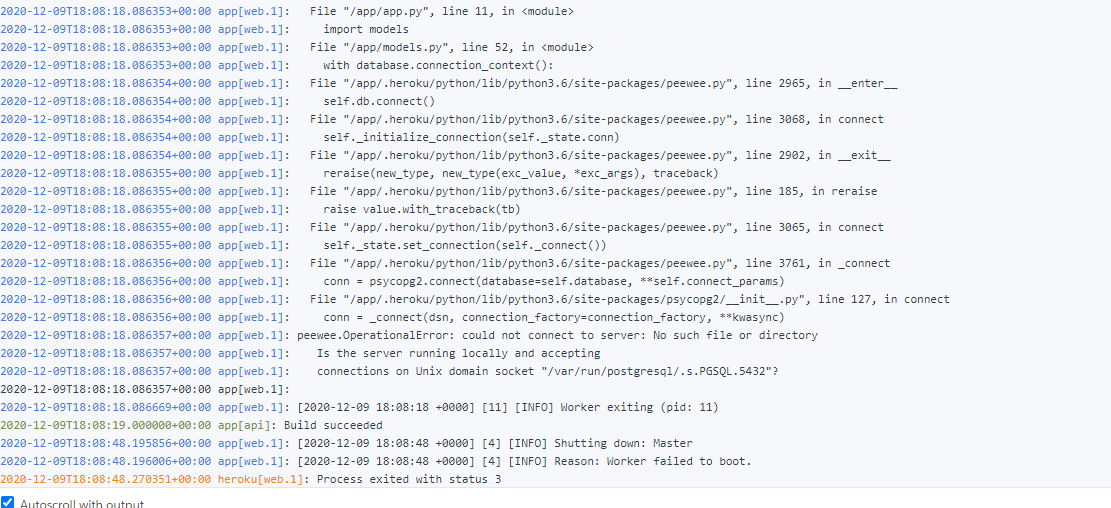 2020-12-09T18:08:18.086353+00:00 app[web.1]:   File "/app/app.py", line 11, in <module>
2020-12-09T18:08:18.086353+00:00 app[web.1]:     import models
2020-12-09T18:08:18.086353+00:00 app[web.1]:   File "/app/models.py", line 52, in <module>
2020-12-09T18:08:18.086353+00:00 app[web.1]:     with database.connection_context():
2020-12-09T18:08:18.086354+00:00 app[web.1]:   File "/app/.heroku/python/lib/python3.6/site-packages/peewee.py", line 2965, in __enter__
2020-12-09T18:08:18.086354+00:00 app[web.1]:     self.db.connect()
2020-12-09T18:08:18.086354+00:00 app[web.1]:   File "/app/.heroku/python/lib/python3.6/site-packages/peewee.py", line 3068, in connect
2020-12-09T18:08:18.086354+00:00 app[web.1]:     self._initialize_connection(self._state.conn)
2020-12-09T18:08:18.086355+00:00 app[web.1]:   File "/app/.heroku/python/lib/python3.6/site-packages/peewee.py", line 2902, in __exit__
2020-12-09T18:08:18.086355+00:00 app[web.1]:     reraise(new_type, new_type(exc_value, *exc_args), traceback)
2020-12-09T18:08:18.086355+00:00 app[web.1]:   File "/app/.heroku/python/lib/python3.6/site-packages/peewee.py", line 185, in reraise
2020-12-09T18:08:18.086355+00:00 app[web.1]:     raise value.with_traceback(tb)
2020-12-09T18:08:18.086355+00:00 app[web.1]:   File "/app/.heroku/python/lib/python3.6/site-packages/peewee.py", line 3065, in connect
2020-12-09T18:08:18.086355+00:00 app[web.1]:     self._state.set_connection(self._connect())
2020-12-09T18:08:18.086356+00:00 app[web.1]:   File "/app/.heroku/python/lib/python3.6/site-packages/peewee.py", line 3761, in _connect
2020-12-09T18:08:18.086356+00:00 app[web.1]:     conn = psycopg2.connect(database=self.database, **self.connect_params)
2020-12-09T18:08:18.086356+00:00 app[web.1]:   File "/app/.heroku/python/lib/python3.6/site-packages/psycopg2/__init__.py", line 127, in connect
2020-12-09T18:08:18.086356+00:00 app[web.1]:     conn = _connect(dsn, connection_factory=connection_factory, **kwasync)
2020-12-09T18:08:18.086357+00:00 app[web.1]: peewee.OperationalError: could not connect to server: No such file or directory
2020-12-09T18:08:18.086357+00:00 app[web.1]:    Is the server running locally and accepting
2020-12-09T18:08:18.086357+00:00 app[web.1]:    connections on Unix domain socket "/var/run/postgresql/.s.PGSQL.5432"?
2020-12-09T18:08:18.086357+00:00 app[web.1]:
2020-12-09T18:08:18.086669+00:00 app[web.1]: [2020-12-09 18:08:18 +0000] [11] [INFO] Worker exiting (pid: 11)
2020-12-09T18:08:19.000000+00:00 app[api]: Build succeeded
2020-12-09T18:08:48.195856+00:00 app[web.1]: [2020-12-09 18:08:48 +0000] [4] [INFO] Shutting down: Master
2020-12-09T18:08:48.196006+00:00 app[web.1]: [2020-12-09 18:08:48 +0000] [4] [INFO] Reason: Worker failed to boot.
2020-12-09T18:08:48.270351+00:00 heroku[web.1]: Process exited with status 3
Autoscroll with output